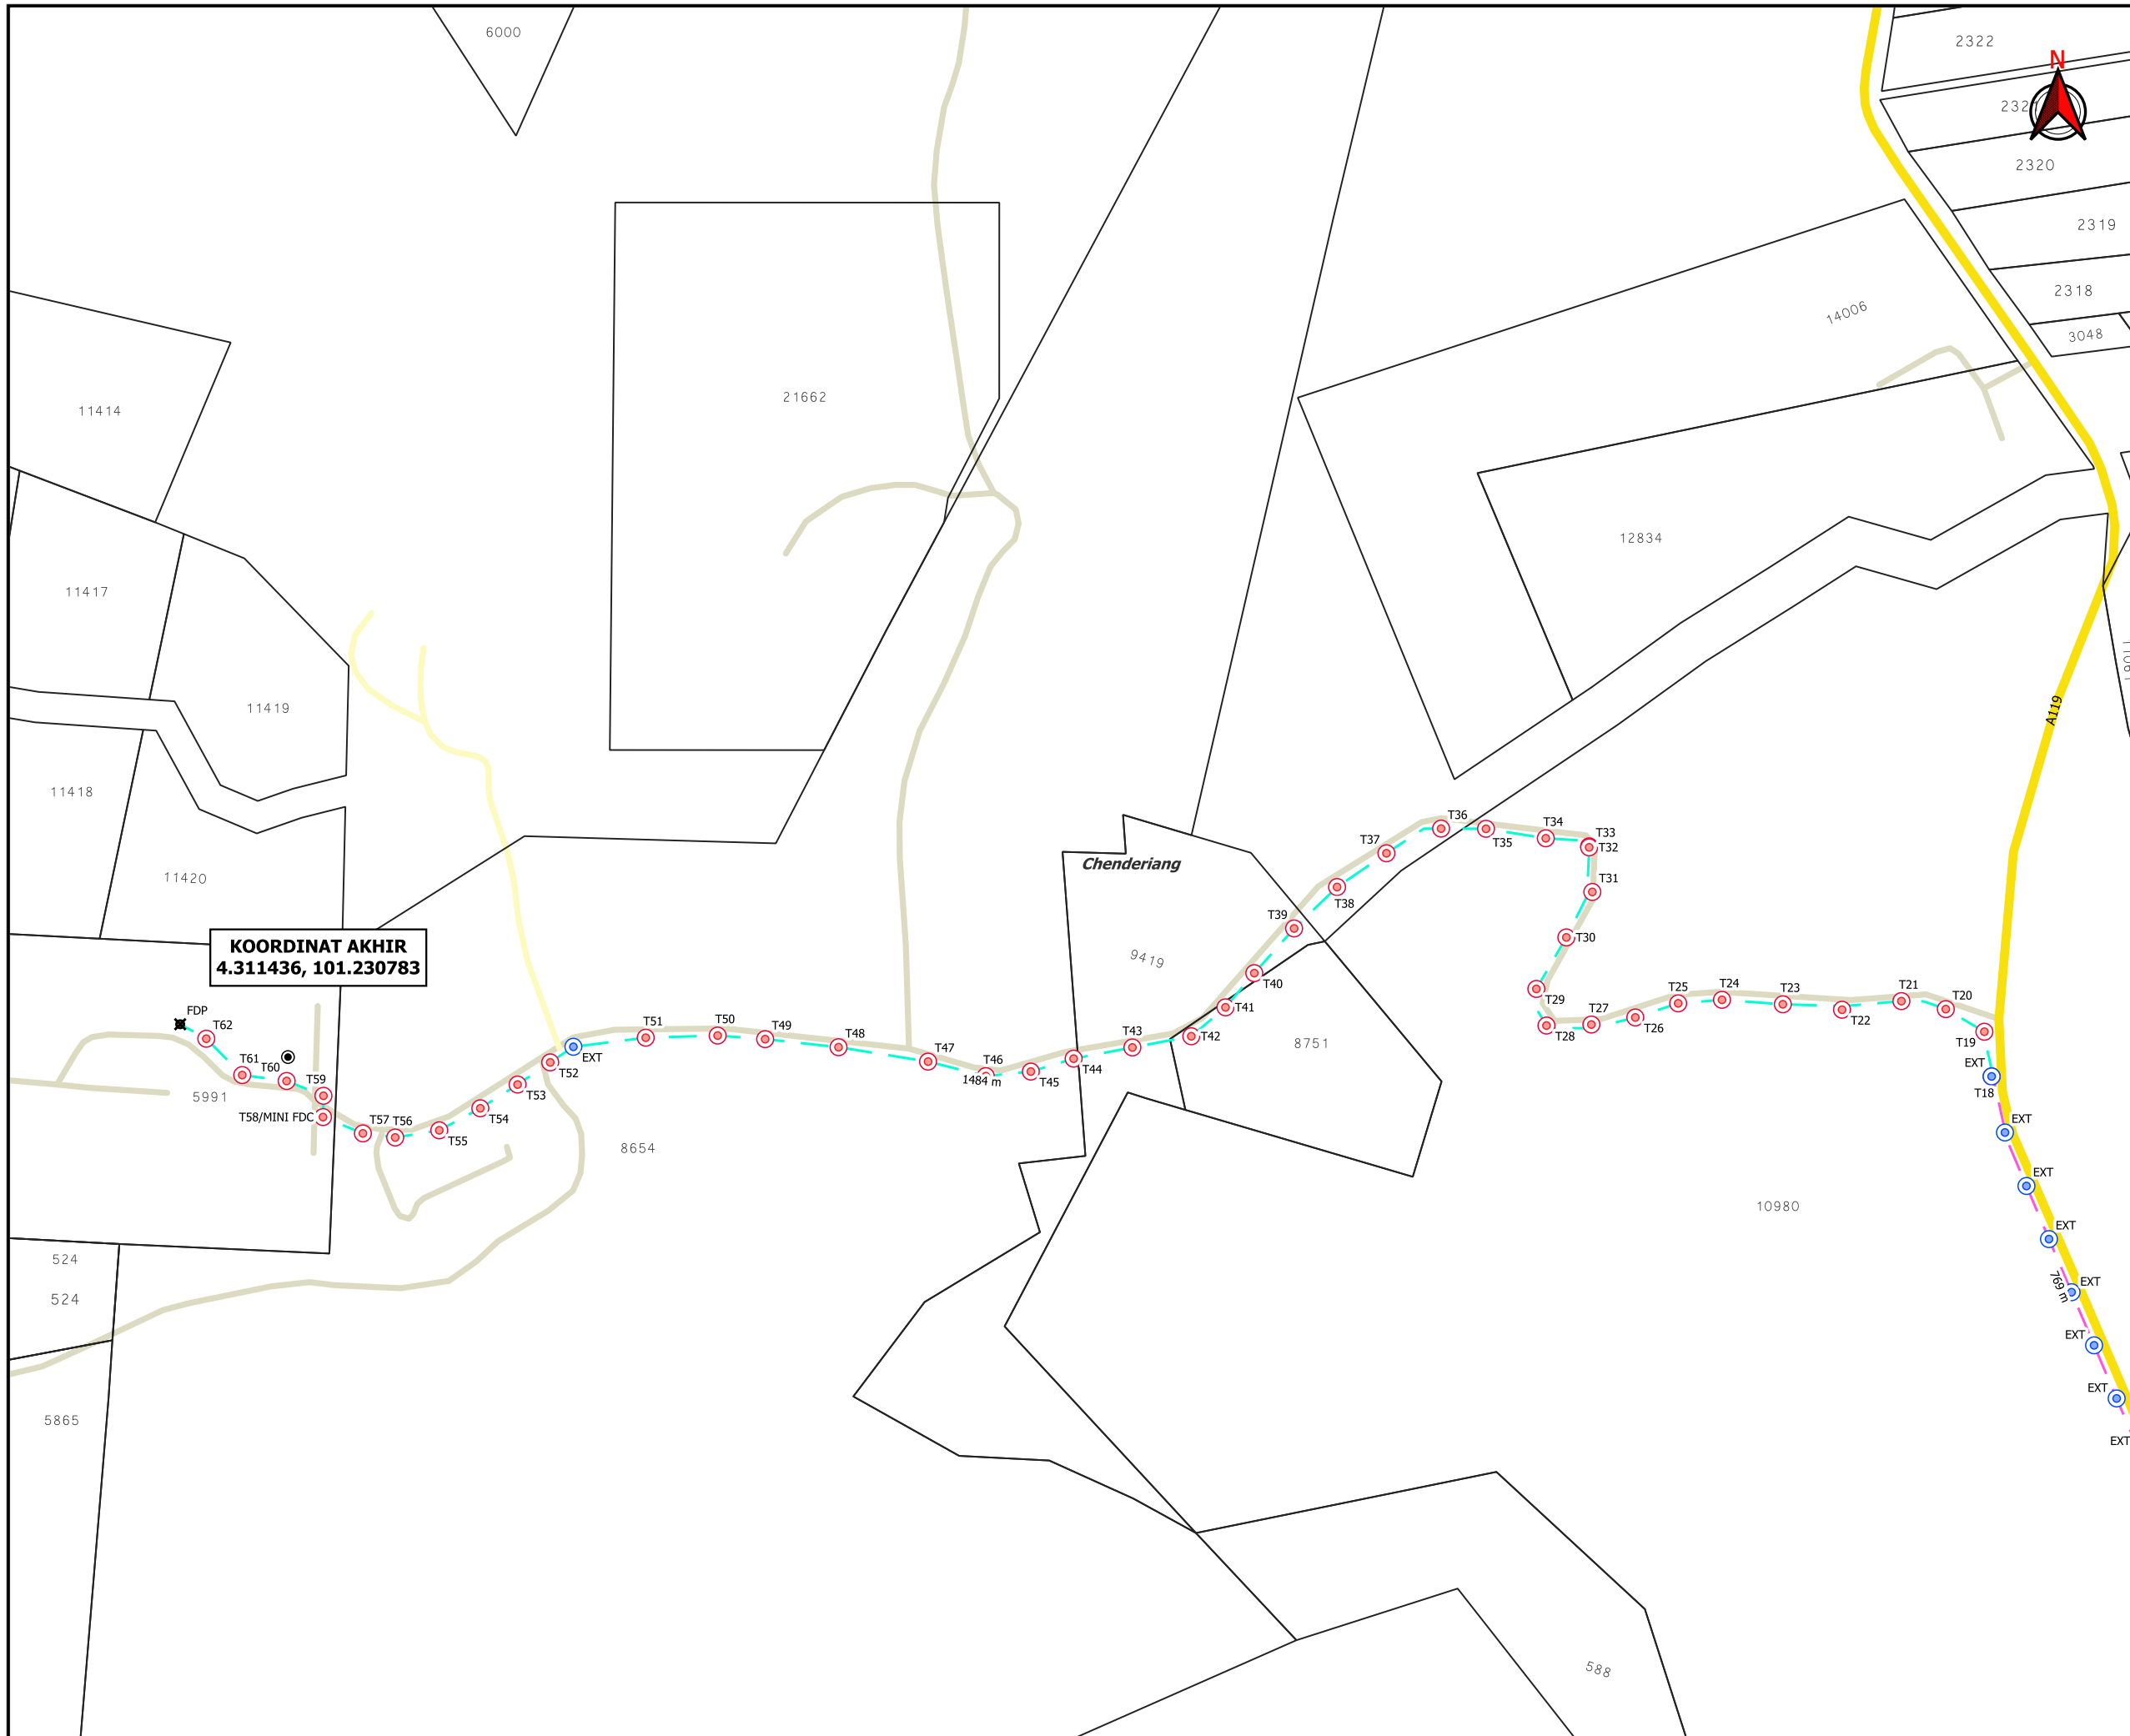 6000
2322
N
2320
2319
2318
3048
14006
11414
21662
12834
11417
11419
A119
11418
11420
Chenderiang
9419
8751
KOORDINAT AKHIR
4.311436, 101.230783
T36
T35
T34
T33
T32
T31
T30
T29
T28
T27
T26
T25
T24
T23
T22
T21
T20
T19
EXT
T18
EXT
EXT
EXT
EXT
769 m
EXT
EXT
EXT
T37
T38
T39
T40
T41
T42
T43
T44
T45
T46
1484 m
T47
T48
T49
T50
T51
EXT
T52
T53
T54
T55
T56
T57
T58/MINI FDC
T59
T60
T61
T62
FDP
5991
8654
10980
524
524
5865
588